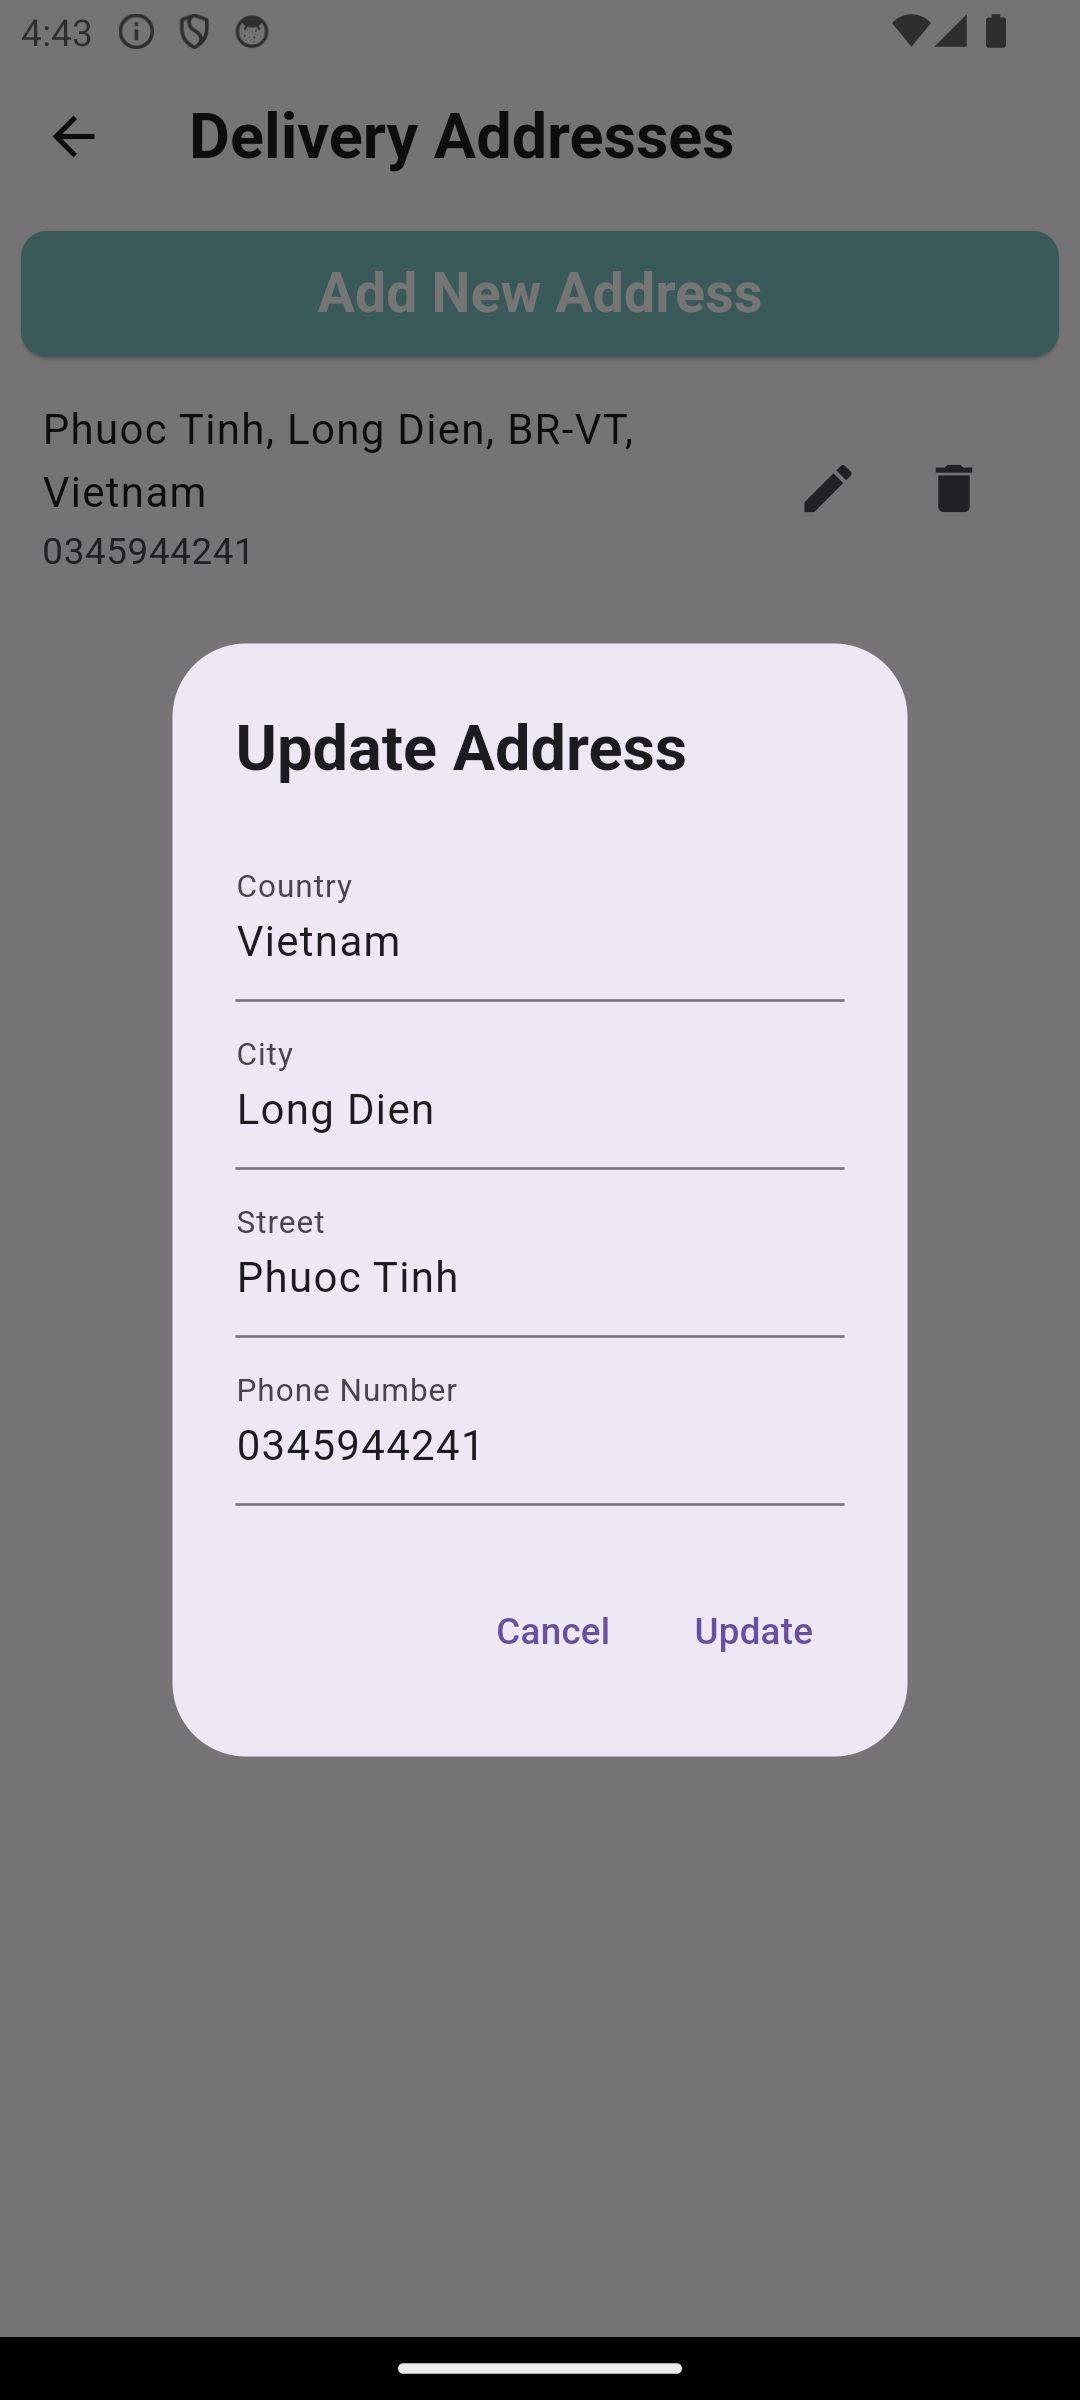 4:43
Delivery Addresses
Add New Address
Phuoc Tinh, Long Dien, BR-VT,
Vietnam
0345944241
Update Address
Country
Vietnam
City
Long Dien
Street
Phuoc Tinh
Phone Number
0345944241
Cancel Update